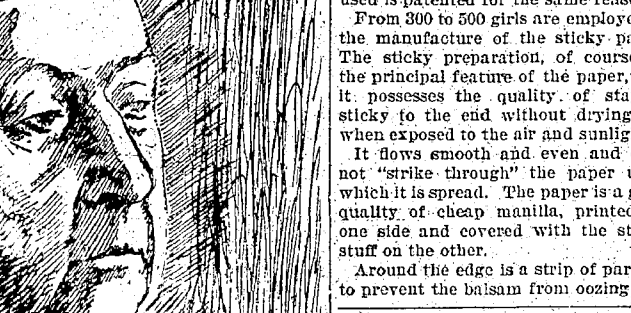 used is patented for the same reaso
From 300 to 500 girls are employe
the manufacture of the sticky pa
The sticky preparation, of course
the principal feature of the paper,
it possesses the quality of sta
sticky to the end without drying
when exposed to the air and sunlig
It flows smooth and even and
not "strike through" the paper u
which it is spread. The paper is a g
quality of cheap manilla, printed
one side and covered with the st
stuff on the other.
Around the edge is a strip of par
to prevent the balsam from oozing